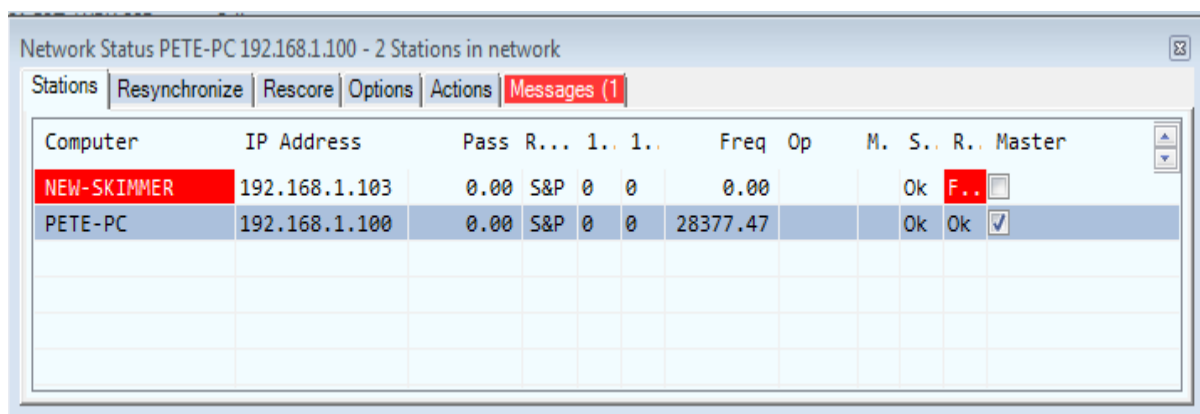 Network Status PETE-PC 192.168.1.100 - 2 Stations in network
Stations Resynchronize Rescore Options Actions Messages (1
Computer IP Address Pass R... 1.. 1.. Freq Op M. S.. R.. Master
NEW-SKIMMER 192.168.1.103 0.00 S&P 0 0 0.00 Ok F..
PETE-PC 192.168.1.100 0.00 S&P 0 0 28377.47 Ok Ok